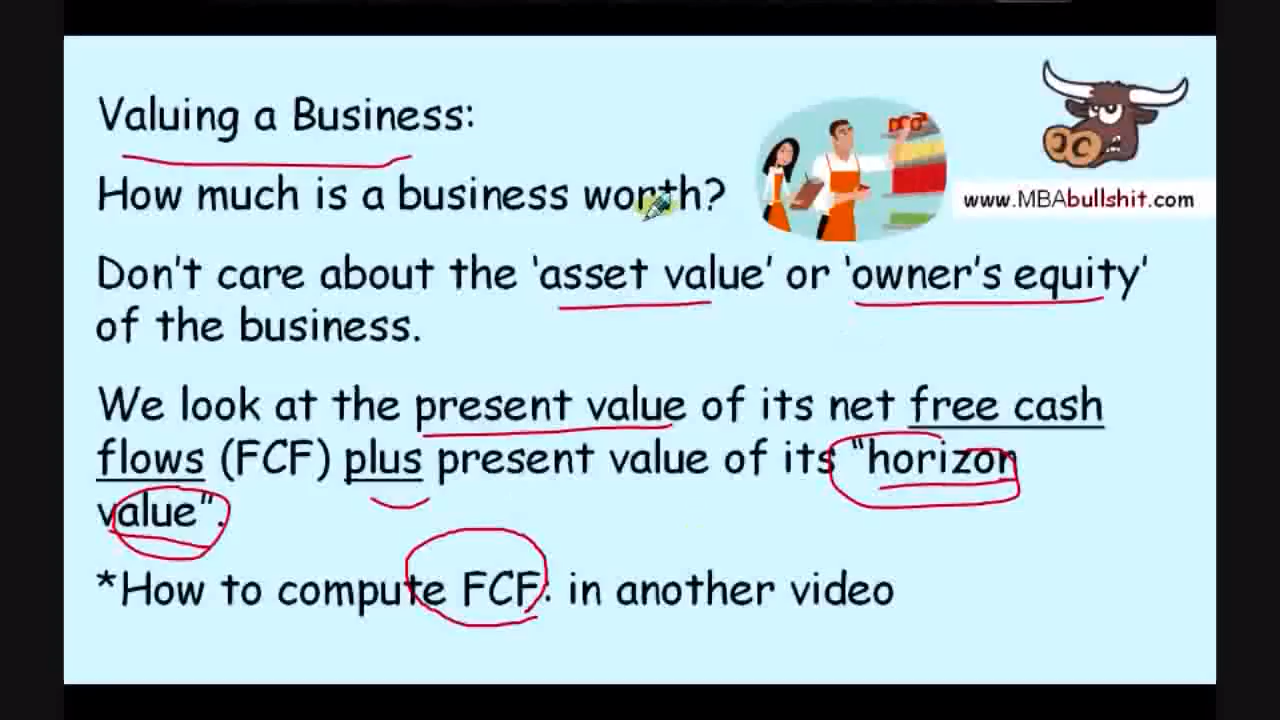 Valuing a Business:
How much is a business worth?
www.MBAbullshit.com
Don't care about the 'asset value' or 'owner's equity'
of the business.
We look at the present value of its net free cash
flows (FCF) plus present value of its "horizon
value".
*How to compute FCF: in another video